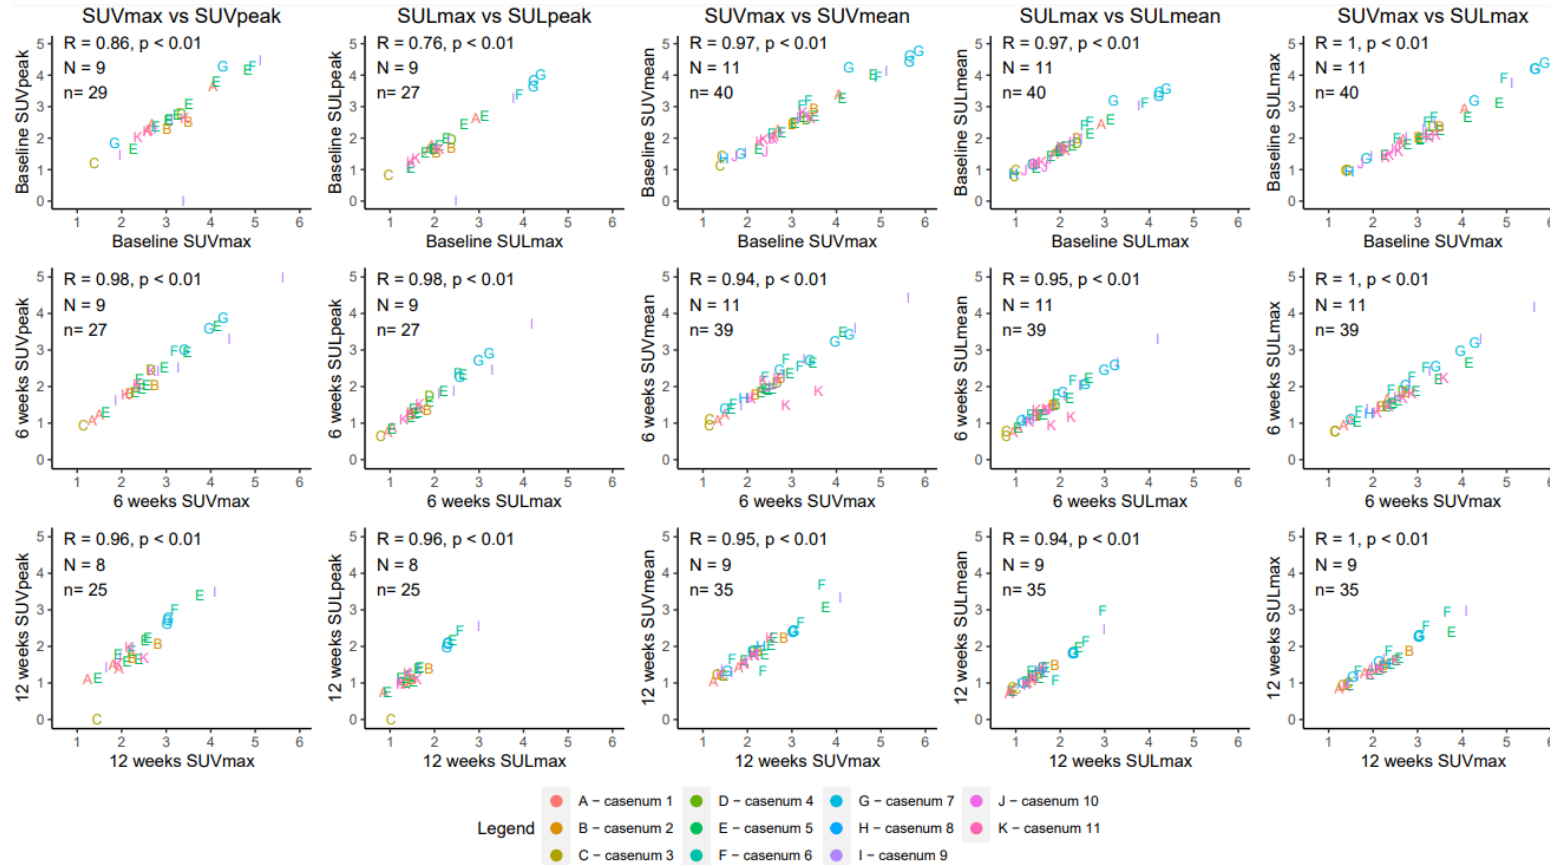 SUVmax vs SUVpeak
SULmax vs SULpeak
SUVmax vs SUVmean
SULmax vs SULmean
SUVmax vs SULmax
R = 0.86, p < 0.01
N = 9
n= 29
Baseline SUVpeak
Baseline SUVmax
R = 0.76, p < 0.01
N = 9
n= 27
Baseline SULpeak
Baseline SULmax
R = 0.97, p < 0.01
N = 11
n= 40
Baseline SUVmean
Baseline SUVmax
R = 0.97, p < 0.01
N = 11
n= 40
Baseline SULmean
Baseline SULmax
R = 1, p < 0.01
N = 11
n= 40
Baseline SULmax
Baseline SUVmax
R = 0.98, p < 0.01
N = 9
n= 27
6 weeks SUVpeak
6 weeks SUVmax
R = 0.98, p < 0.01
N = 9
n= 27
6 weeks SULpeak
6 weeks SULmax
R = 0.94, p < 0.01
N = 11
n= 39
6 weeks SUVmean
6 weeks SUVmax
R = 0.95, p < 0.01
N = 11
n= 39
6 weeks SULmean
6 weeks SULmax
R = 1, p < 0.01
N = 11
n= 39
6 weeks SULmax
6 weeks SUVmax
R = 0.96, p < 0.01
N = 8
n= 25
12 weeks SUVpeak
12 weeks SUVmax
R = 0.96, p < 0.01
N = 8
n= 25
12 weeks SULpeak
12 weeks SULmax
R = 0.95, p < 0.01
N = 9
n= 35
12 weeks SUVmean
12 weeks SUVmax
R = 0.94, p < 0.01
N = 9
n= 35
12 weeks SULmean
12 weeks SULmax
R = 1, p < 0.01
N = 9
n= 35
12 weeks SULmax
12 weeks SUVmax
Legend
A − casenum 1
B − casenum 2
C − casenum 3
D − casenum 4
E − casenum 5
F − casenum 6
G − casenum 7
H − casenum 8
I − casenum 9
J − casenum 10
K − casenum 11